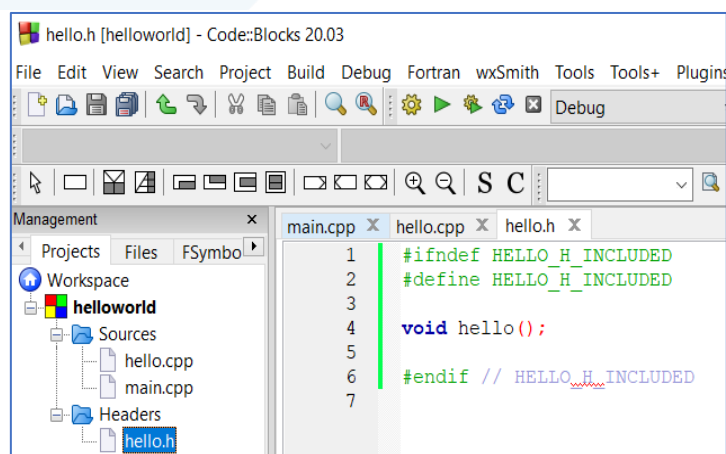 hello.h [helloworld] - Code::Blocks 20.03
File Edit View Search Project Build Debug Fortran wxSmith Tools Tools+ Plugins
Debug
S C
Management x
Projects Files FSymbo
main.cpp X hello.cpp X hello.h X
Workspace
helloworld
Sources
hello.cpp
main.cpp
Headers
hello.h
1 #ifndef HELLO_H_INCLUDED
2 #define HELLO_H_INCLUDED
3
4 void hello();
5
6 #endif // HELLO_H_INCLUDED
7